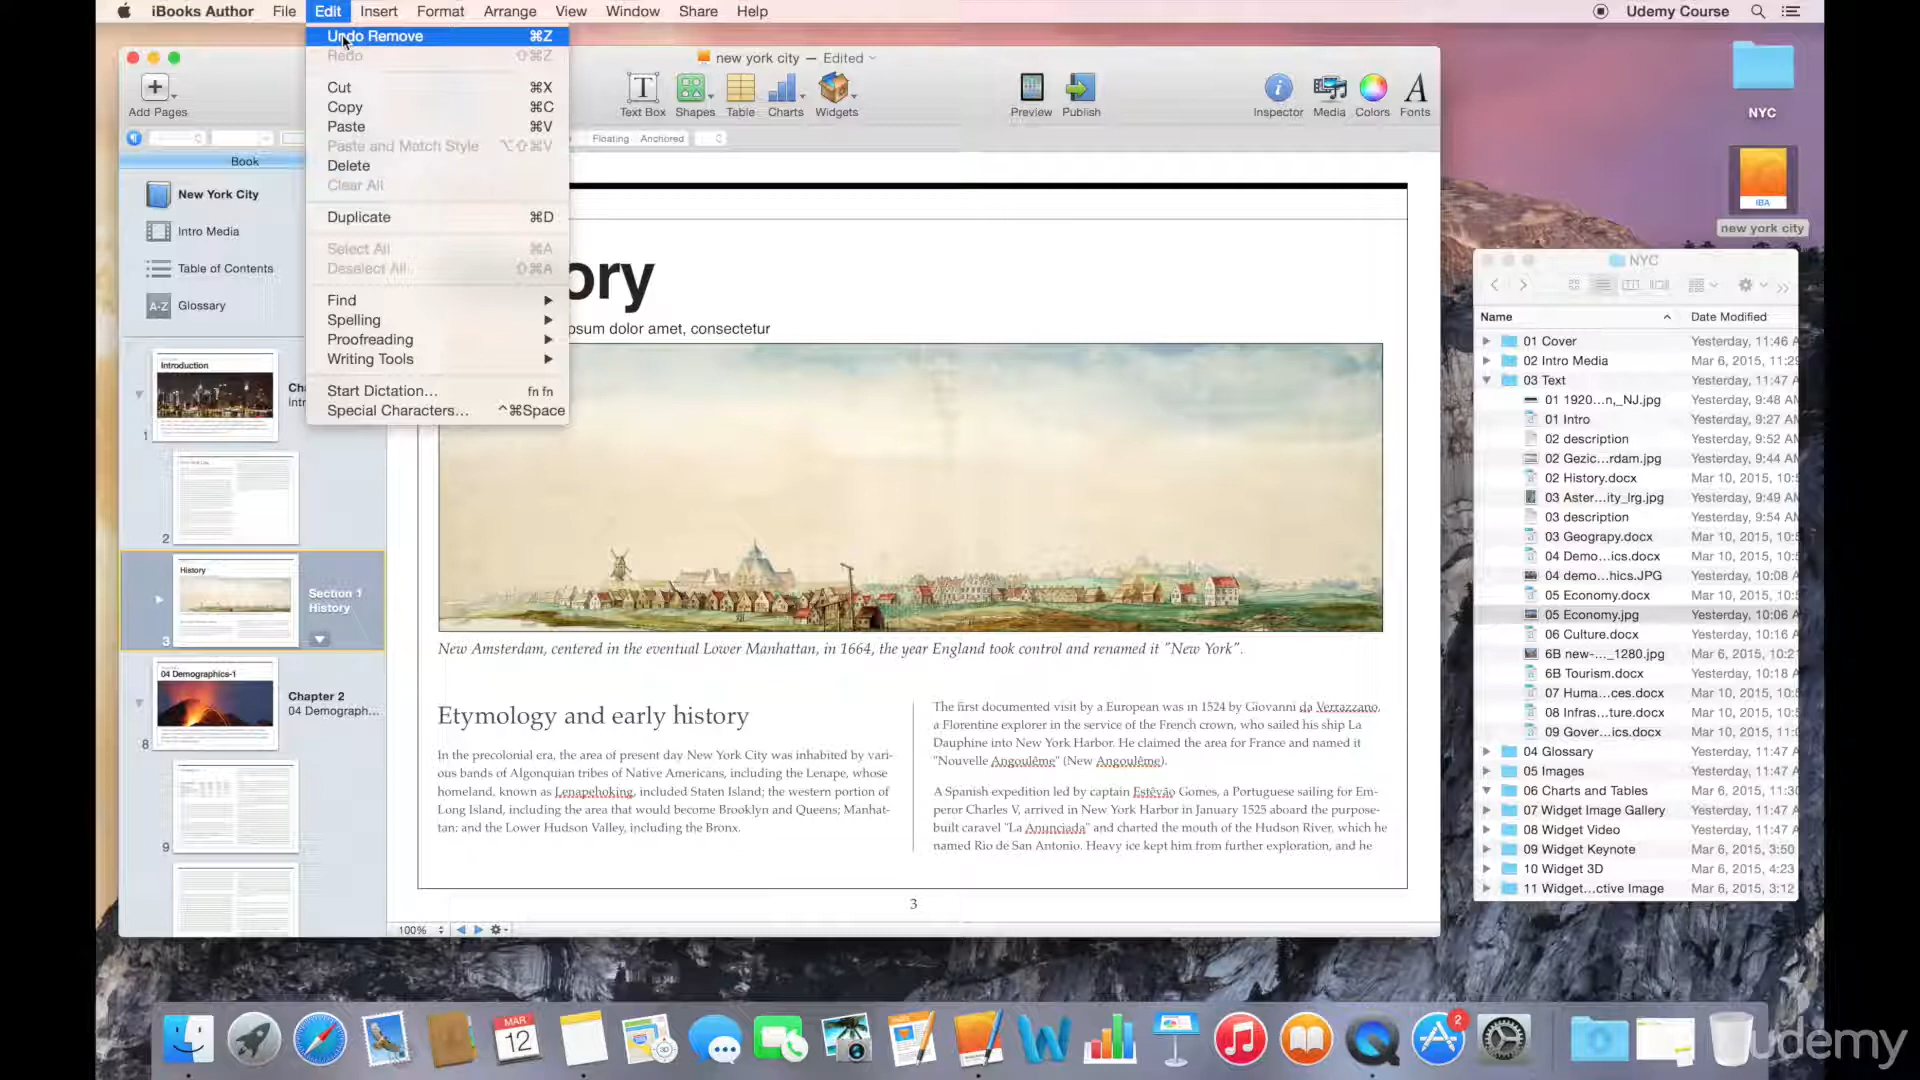 iBooks Author File Edit Insert Format Arrange View Window Share Help Udemy Course
Undo Remove ⌘Z
Redo ⇧⌘Z
Cut ⌘X
Copy ⌘C
Paste ⌘V
Paste and Match Style ⌥⇧⌘V
Delete
Clear All
Duplicate ⌘D
Select All ⌘A
Deselect All ⇧⌘A
Find
Spelling
Proofreading
Writing Tools
Start Dictation… fn fn
Special Characters… ^⌘Space
new york city — Edited
Add Pages
Text Box Shapes Table Charts Widgets Preview Publish Inspector Media Colors Fonts
Floating Anchored
Book
New York City
Intro Media
Table of Contents
A-Z Glossary
Introduction
1
2
History
Section 1
History
3
04 Demographics-1
Chapter 2
04 Demograph...
8
9
ory
psum dolor amet, consectetur
New Amsterdam, centered in the eventual Lower Manhattan, in 1664, the year England took control and renamed it "New York".
Etymology and early history
In the precolonial era, the area of present day New York City was inhabited by vari-
ous bands of Algonquian tribes of Native Americans, including the Lenape, whose
homeland, known as Lenapehoking, included Staten Island; the western portion of
Long Island, including the area that would become Brooklyn and Queens; Manhat-
tan; and the Lower Hudson Valley, including the Bronx.
The first documented visit by a European was in 1524 by Giovanni da Verrazzano,
a Florentine explorer in the service of the French crown, who sailed his ship La
Dauphine into New York Harbor. He claimed the area for France and named it
"Nouvelle Angoulême" (New Angoulême).
A Spanish expedition led by captain Estêvão Gomes, a Portuguese sailing for Em-
peror Charles V, arrived in New York Harbor in January 1525 aboard the purpose-
built caravel "La Anunciada" and charted the mouth of the Hudson River, which he
named Rio de San Antonio. Heavy ice kept him from further exploration, and he
3
100%
NYC
IBA
new york city
NYC
Name Date Modified
01 Cover Yesterday, 11:46 A
02 Intro Media Mar 6, 2015, 11:29
03 Text Yesterday, 11:47 A
01 1920…n,_NJ.jpg Yesterday, 9:48 AM
01 Intro Yesterday, 9:27 AM
02 description Yesterday, 9:52 AM
02 Gezic…rdam.jpg Yesterday, 9:44 AM
02 History.docx Mar 10, 2015, 10:5
03 Aster…ity_lrg.jpg Yesterday, 9:49 AM
03 description Yesterday, 9:54 AM
03 Geograpy.docx Mar 10, 2015, 10:5
04 Demo…ics.docx Mar 10, 2015, 10:5
04 demo…hics.JPG Yesterday, 10:08 A
05 Economy.docx Mar 10, 2015, 10:5
05 Economy.jpg Yesterday, 10:06 A
06 Culture.docx Mar 10, 2015, 10:5
6B new-…_1280.jpg Yesterday, 10:21
6B Tourism.docx Yesterday, 10:18 A
07 Huma…ces.docx Mar 10, 2015, 10:5
08 Infras…ture.docx Mar 10, 2015, 10:5
09 Gover…ics.docx Mar 10, 2015, 11:0
04 Glossary Yesterday, 11:47 A
05 Images Yesterday, 11:47 A
06 Charts and Tables Yesterday, 11:47 A
07 Widget Image Gallery Yesterday, 11:47 A
08 Widget Video Yesterday, 11:47 A
09 Widget Keynote Mar 6, 2015, 3:50
10 Widget 3D Mar 6, 2015, 4:23
11 Widget…ctive Image Mar 6, 2015, 3:12
MAR
12
3D
2
udemy